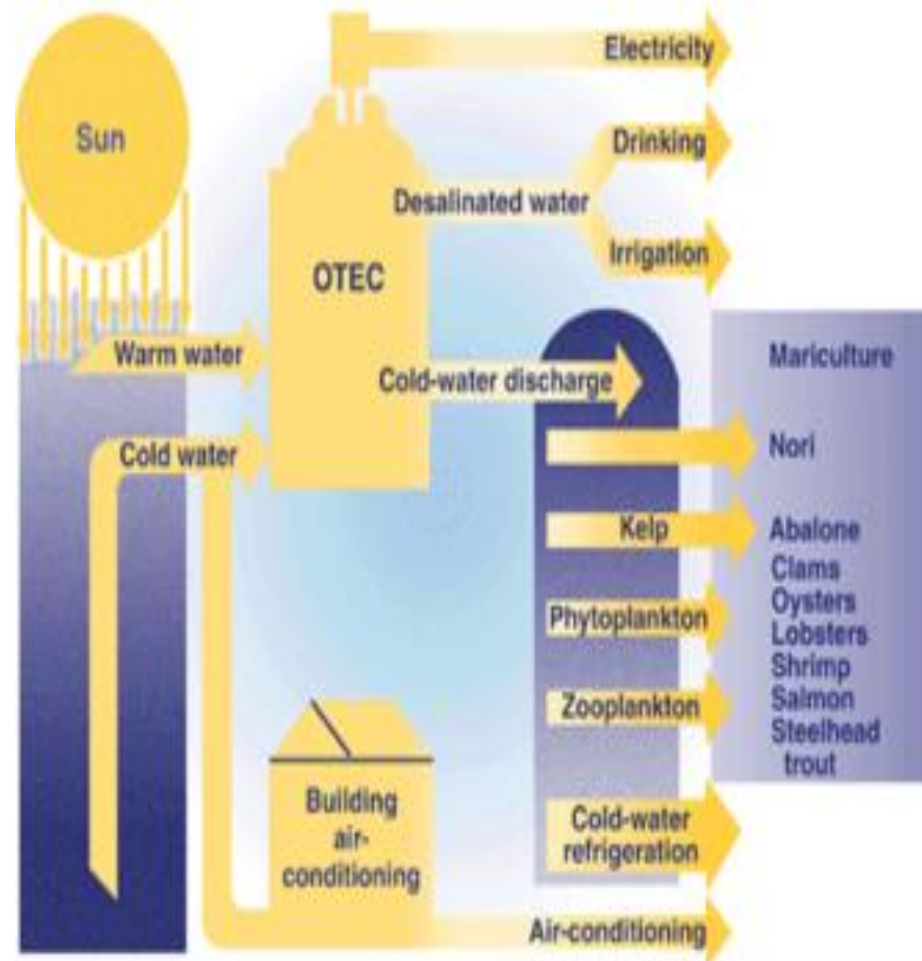 Sun
Electricity
Drinking
Desalinated water
Irrigation
OTEC
Warm water
Cold-water discharge
Cold water
Mariculture
Nori
Kelp
Abalone
Clams
Phytoplankton
Oysters
Lobsters
Shrimp
Zooplankton
Salmon
Steelhead
trout
Building
air-
conditioning
Cold-water
refrigeration
Air-conditioning